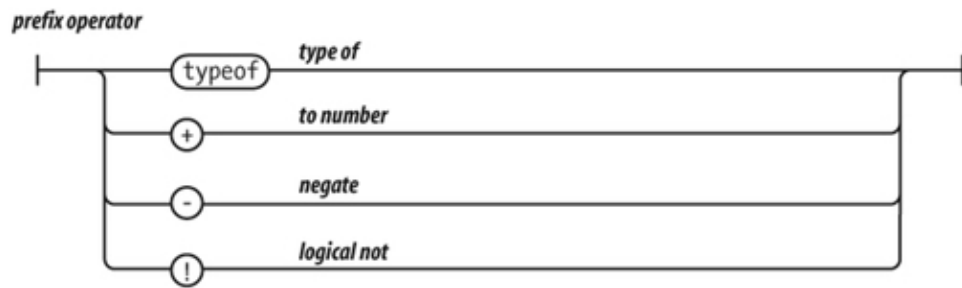 prefix operator
typeof type of
+ to number
- negate
! logical not